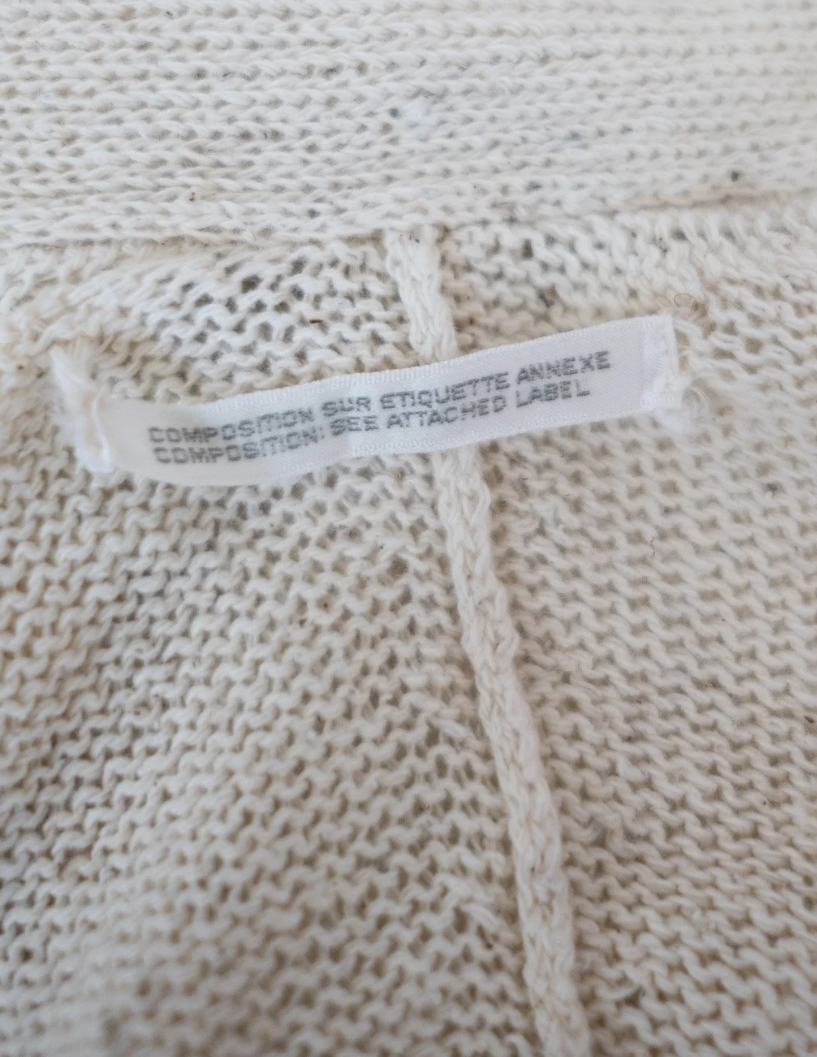 COMPOSITION SUR ETIQUETTE ANNEXE
COMPOSITION: SEE ATTACHED LABEL